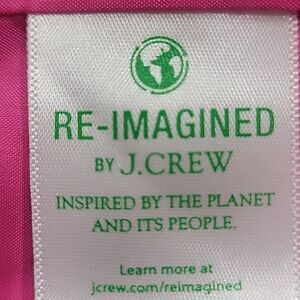 RE-IMAGINED
BY J.CREW
INSPIRED BY THE PLANET
AND ITS PEOPLE.
Learn more at
jcrew.com/reimagined